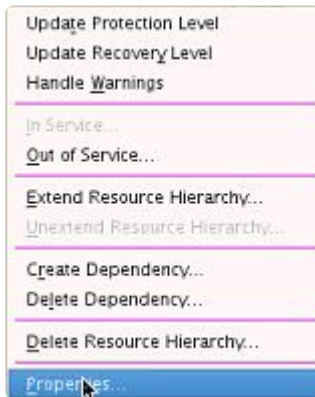 Update Protection Level
Update Recovery Level
Handle Warnings
In Service...
Out of Service...
Extend Resource Hierarchy...
Unextend Resource Hierarchy...
Create Dependency...
Delete Dependency...
Delete Resource Hierarchy...
Properties...